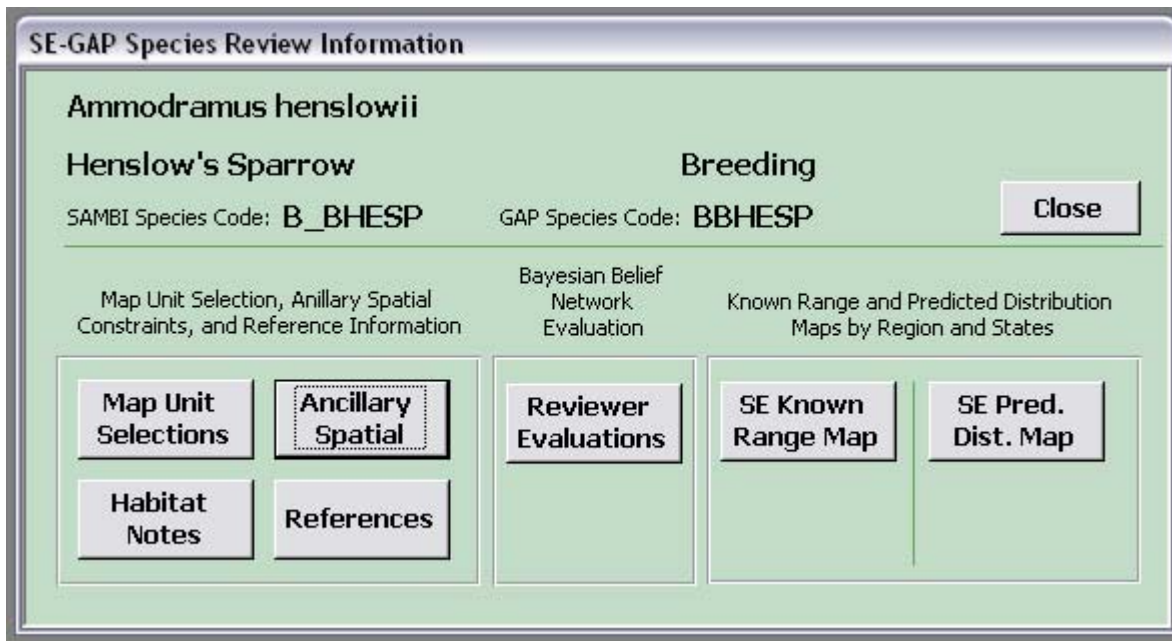 SE-GAP Species Review Information
Ammodramus henslowii
Henslow's Sparrow Breeding
SAMBI Species Code: B_BHESP GAP Species Code: BBHESP Close
Map Unit Selection, Anillary Spatial
Constraints, and Reference Information
Bayesian Belief
Network
Evaluation
Known Range and Predicted Distribution
Maps by Region and States
Map Unit
Selections
Ancillary
Spatial
Habitat
Notes
References
Reviewer
Evaluations
SE Known
Range Map
SE Pred.
Dist. Map